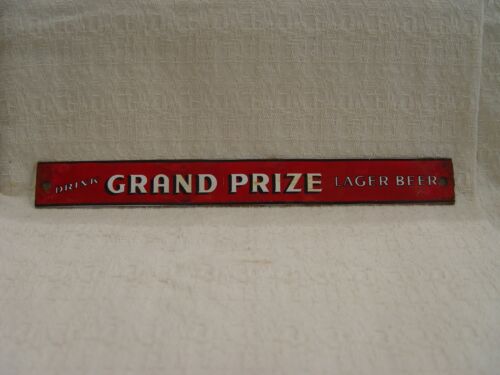 DRINK GRAND PRIZE LAGER BEER